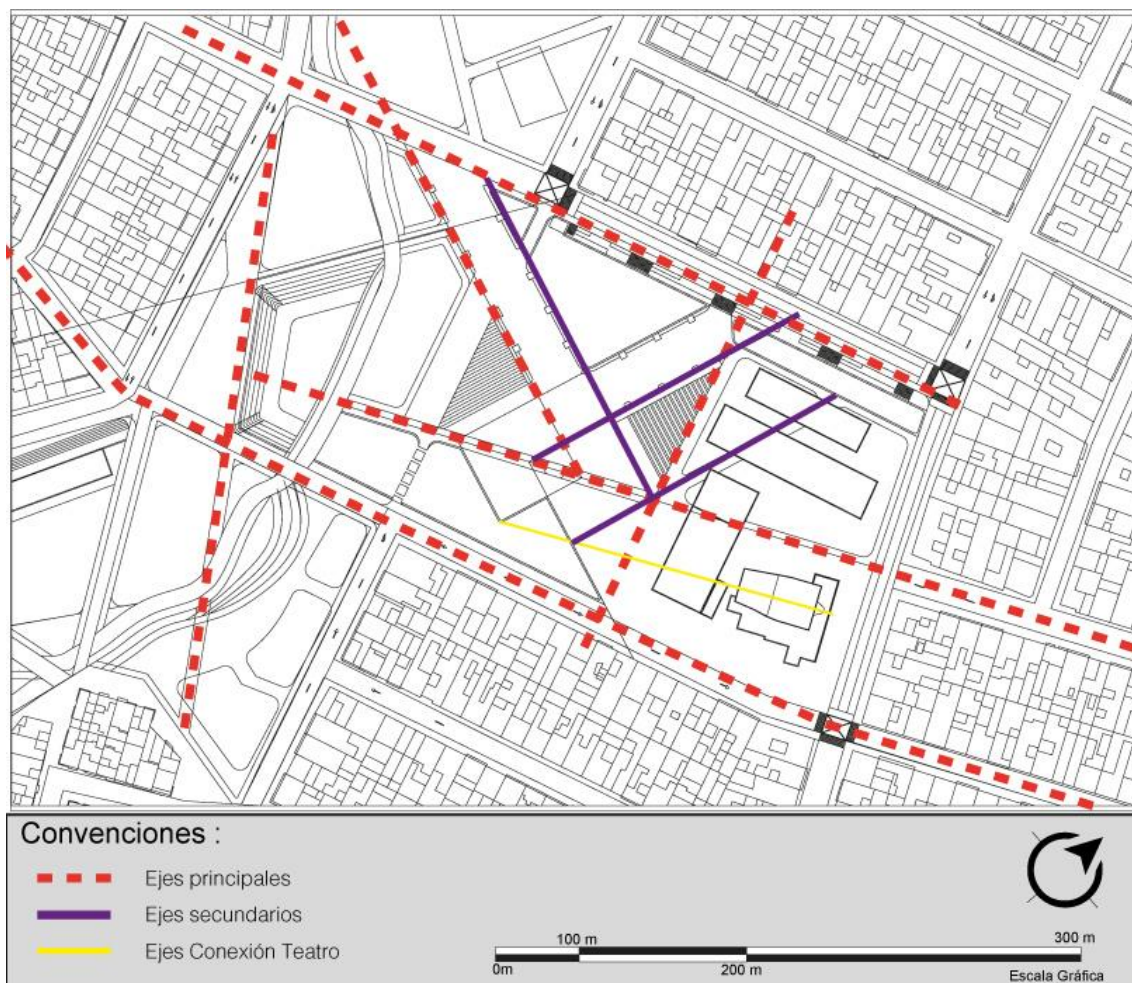 Convenciones :
Ejes principales
Ejes secundarios
Ejes Conexión Teatro
100 m 300 m
0m 200 m
Escala Gráfica